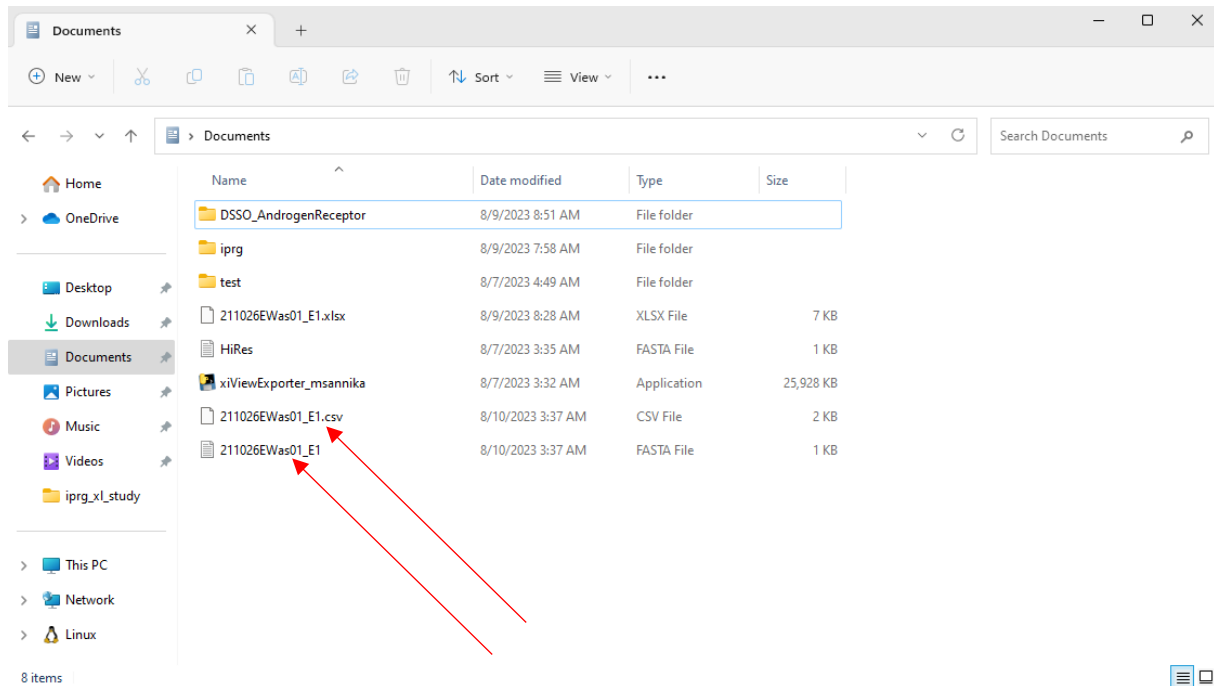 Documents
New Sort View
Documents Search Documents
Home
OneDrive
Desktop
Downloads
Documents
Pictures
Music
Videos
iprg_xl_study
This PC
Network
Linux
Name Date modified Type Size
DSSO_AndrogenReceptor 8/9/2023 8:51 AM File folder
iprg 8/9/2023 7:58 AM File folder
test 8/7/2023 4:49 AM File folder
211026EWas01_E1.xlsx 8/9/2023 8:28 AM XLSX File 7 KB
HiRes 8/7/2023 3:35 AM FASTA File 1 KB
xiViewExporter_msannika 8/7/2023 3:32 AM Application 25,928 KB
211026EWas01_E1.csv 8/10/2023 3:37 AM CSV File 2 KB
211026EWas01_E1 8/10/2023 3:37 AM FASTA File 1 KB
8 items